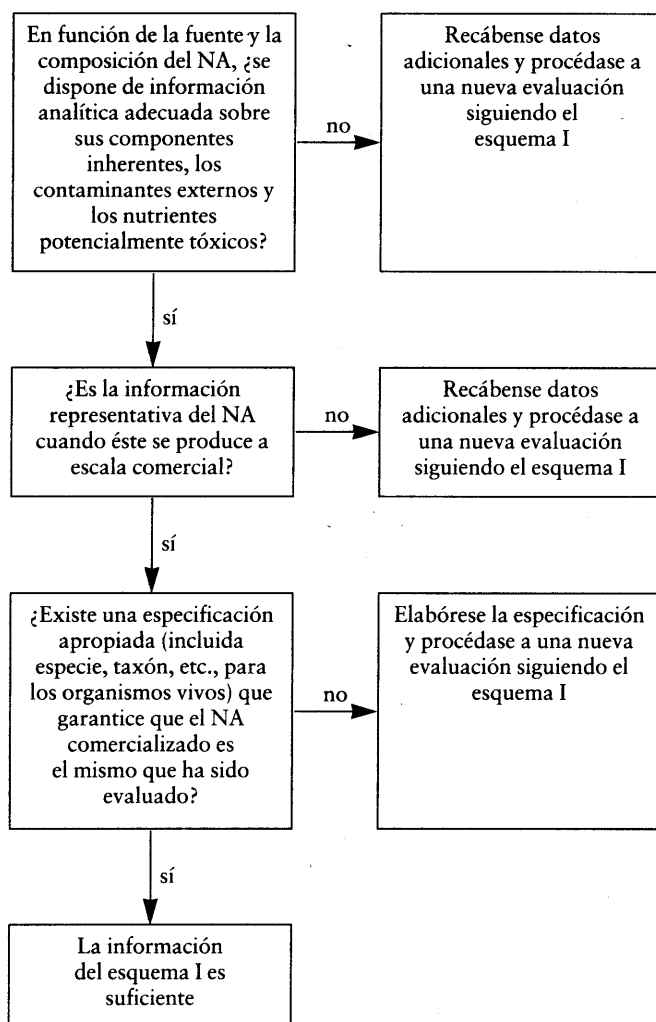 En función de la fuente y la
composición del NA, ¿se
dispone de información
analítica adecuada sobre
sus componentes
inherentes, los
contaminantes externos y
los nutrientes
potencialmente tóxicos?
no
Recábense datos
adicionales y procédase a
una nueva evaluación
siguiendo el
esquema I
sí
¿Es la información
representativa del NA
cuando éste se produce a
escala comercial?
no
Recábense datos
adicionales y procédase a
una nueva evaluación
siguiendo el esquema I
sí
¿Existe una especificación
apropiada (incluida
especie, taxón, etc., para
los organismos vivos) que
garantice que el NA
comercializado es
el mismo que ha sido
evaluado?
no
Elabórese la especificación
y procédase a una nueva
evaluación siguiendo el
esquema I
sí
La información
del esquema I es
suficiente